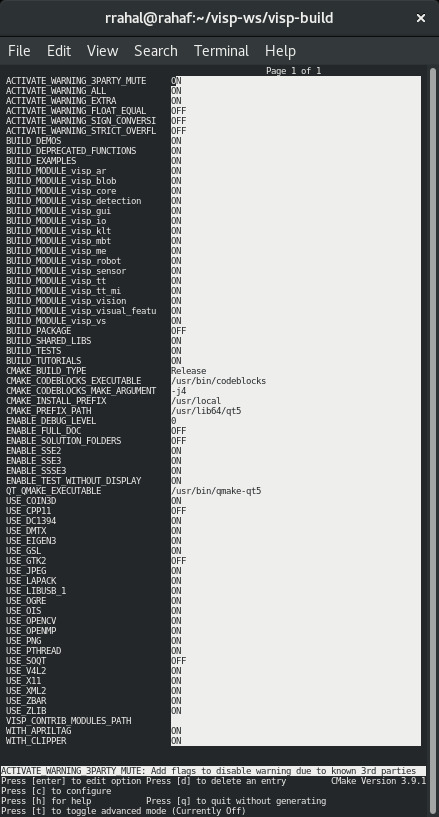 rrahal@rahaf:~/visp-ws/visp-build ×
File Edit View Search Terminal Help
Page 1 of 1
ACTIVATE_WARNING_3PARTY_MUTE ON
ACTIVATE_WARNING_ALL ON
ACTIVATE_WARNING_EXTRA ON
ACTIVATE_WARNING_FLOAT_EQUAL OFF
ACTIVATE_WARNING_SIGN_CONVERSI OFF
ACTIVATE_WARNING_STRICT_OVERFL OFF
BUILD_DEMOS ON
BUILD_DEPRECATED_FUNCTIONS ON
BUILD_EXAMPLES ON
BUILD_MODULE_visp_ar ON
BUILD_MODULE_visp_blob ON
BUILD_MODULE_visp_core ON
BUILD_MODULE_visp_detection ON
BUILD_MODULE_visp_gui ON
BUILD_MODULE_visp_io ON
BUILD_MODULE_visp_klt ON
BUILD_MODULE_visp_mbt ON
BUILD_MODULE_visp_me ON
BUILD_MODULE_visp_robot ON
BUILD_MODULE_visp_sensor ON
BUILD_MODULE_visp_tt ON
BUILD_MODULE_visp_tt_mi ON
BUILD_MODULE_visp_vision ON
BUILD_MODULE_visp_visual_featu ON
BUILD_MODULE_visp_vs ON
BUILD_PACKAGE OFF
BUILD_SHARED_LIBS ON
BUILD_TESTS ON
BUILD_TUTORIALS ON
CMAKE_BUILD_TYPE Release
CMAKE_CODEBLOCKS_EXECUTABLE /usr/bin/codeblocks
CMAKE_CODEBLOCKS_MAKE_ARGUMENT -j4
CMAKE_INSTALL_PREFIX /usr/local
CMAKE_PREFIX_PATH /usr/lib64/qt5
ENABLE_DEBUG_LEVEL 0
ENABLE_FULL_DOC OFF
ENABLE_SOLUTION_FOLDERS OFF
ENABLE_SSE2 ON
ENABLE_SSE3 ON
ENABLE_SSSE3 ON
ENABLE_TEST_WITHOUT_DISPLAY ON
QT_QMAKE_EXECUTABLE /usr/bin/qmake-qt5
USE_COIN3D ON
USE_CPP11 OFF
USE_DC1394 ON
USE_DMTX ON
USE_EIGEN3 ON
USE_GSL ON
USE_GTK2 OFF
USE_JPEG ON
USE_LAPACK ON
USE_LIBUSB_1 ON
USE_OGRE ON
USE_OIS ON
USE_OPENCV ON
USE_OPENMP ON
USE_PNG ON
USE_PTHREAD ON
USE_SOQT OFF
USE_V4L2 ON
USE_X11 ON
USE_XML2 ON
USE_ZBAR ON
USE_ZLIB ON
VISP_CONTRIB_MODULES_PATH
WITH_APRILTAG ON
WITH_CLIPPER ON
ACTIVATE_WARNING_3PARTY_MUTE: Add flags to disable warning due to known 3rd parties
Press [enter] to edit option Press [d] to delete an entry CMake Version 3.9.1
Press [c] to configure
Press [h] for help Press [q] to quit without generating
Press [t] to toggle advanced mode (Currently Off)